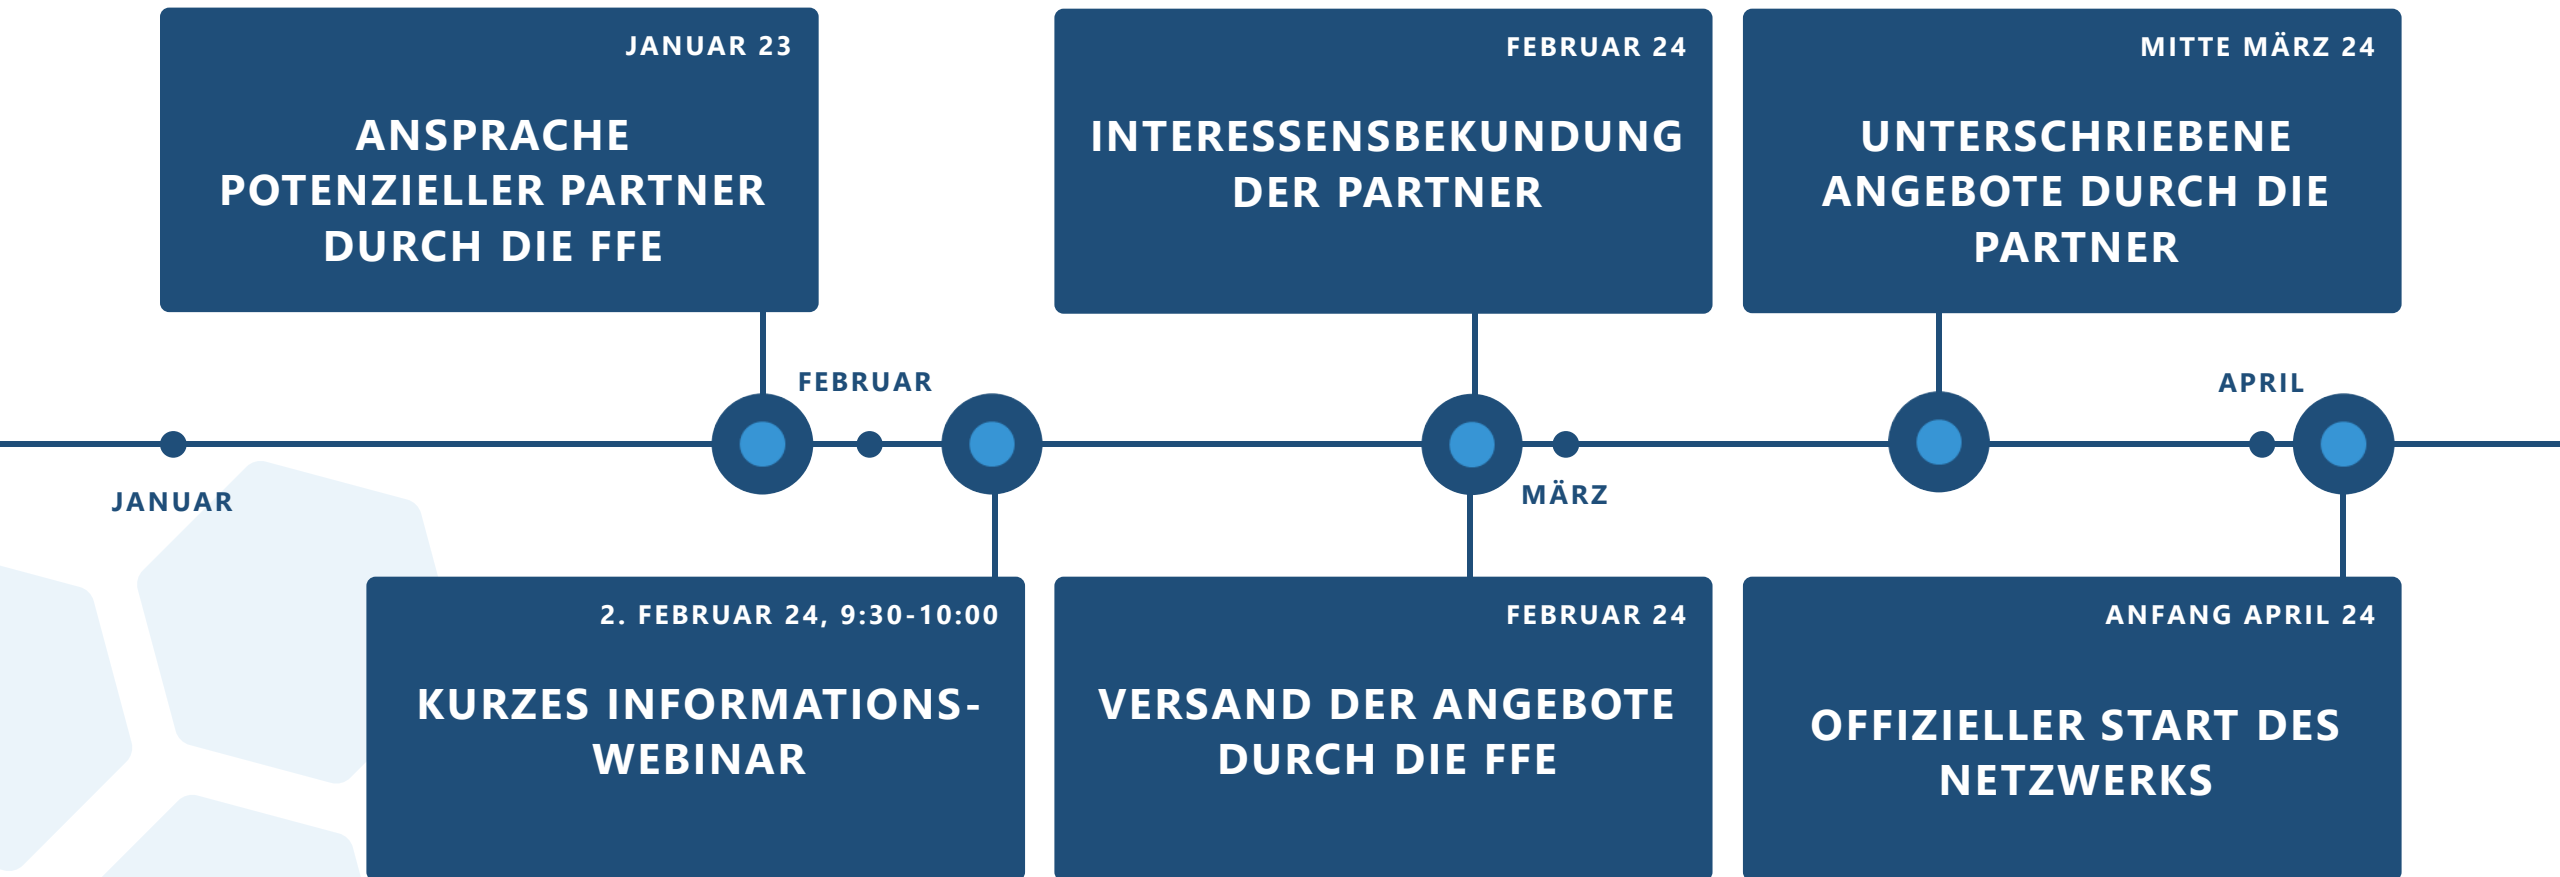 JANUAR 23
ANSPRACHE
POTENZIELLER PARTNER
DURCH DIE FFE
FEBRUAR 24
INTERESSENSBEKUNDUNG
DER PARTNER
MITTE MÄRZ 24
UNTERSCHRIEBENE
ANGEBOTE DURCH DIE
PARTNER
JANUAR
FEBRUAR
MÄRZ
APRIL
2. FEBRUAR 24, 9:30-10:00
KURZES INFORMATIONS-
WEBINAR
FEBRUAR 24
VERSAND DER ANGEBOTE
DURCH DIE FFE
ANFANG APRIL 24
OFFIZIELLER START DES
NETZWERKS